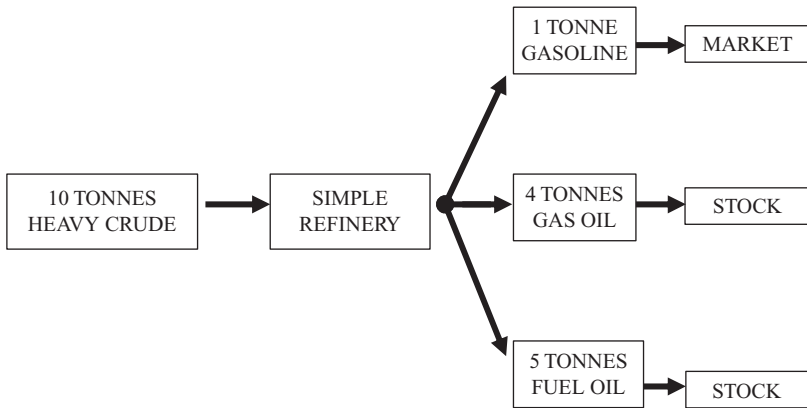 1 TONNE
GASOLINE
MARKET
10 TONNES
HEAVY CRUDE
SIMPLE
REFINERY
4 TONNES
GAS OIL
STOCK
5 TONNES
FUEL OIL
STOCK